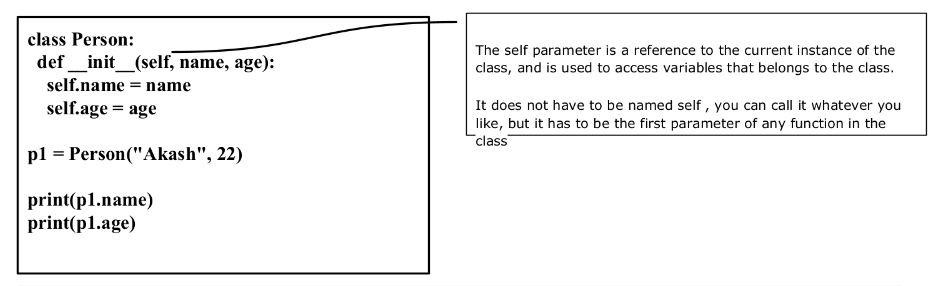 class Person:
def __init__(self, name, age):
self.name = name
self.age = age
p1 = Person("Akash", 22)
print(p1.name)
print(p1.age)
The self parameter is a reference to the current instance of the
class, and is used to access variables that belongs to the class.
It does not have to be named self , you can call it whatever you
like, but it has to be the first parameter of any function in the
class